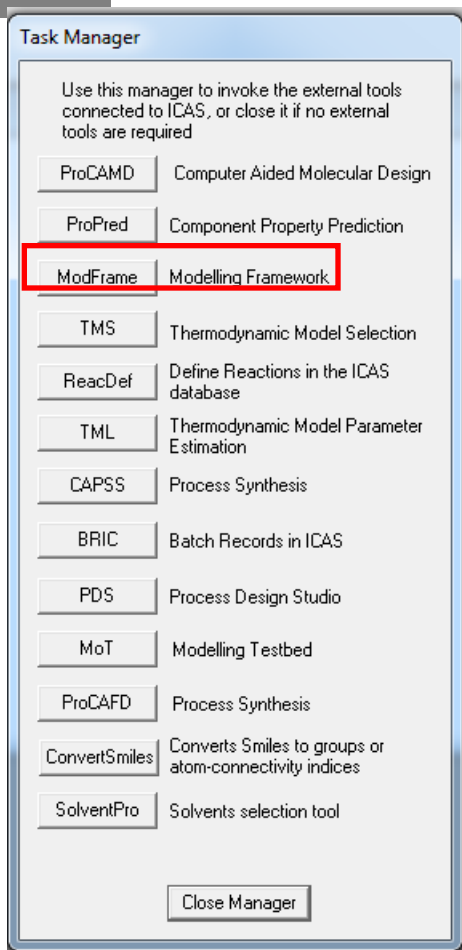 Task Manager
Use this manager to invoke the external tools
connected to ICAS, or close it if no external
tools are required
ProCAMD Computer Aided Molecular Design
ProPred Component Property Prediction
ModFrame Modelling Framework
TMS Thermodynamic Model Selection
ReacDef Define Reactions in the ICAS
database
TML Thermodynamic Model Parameter
Estimation
CAPSS Process Synthesis
BRIC Batch Records in ICAS
PDS Process Design Studio
MoT Modelling Testbed
ProCAFD Process Synthesis
ConvertSmiles Converts Smiles to groups or
atom-connectivity indices
SolventPro Solvents selection tool
Close Manager